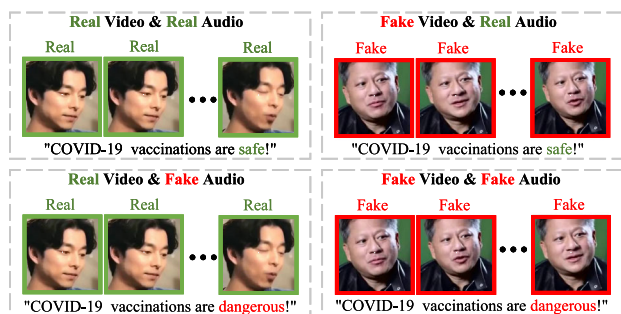 Real Video & Real Audio
Real Real Real
"COVID-19 vaccinations are safe!"
Fake Video & Real Audio
Fake Fake Fake
"COVID-19 vaccinations are safe!"
Real Video & Fake Audio
Real Real Real
"COVID-19 vaccinations are dangerous!"
Fake Video & Fake Audio
Fake Fake Fake
"COVID-19 vaccinations are dangerous!"